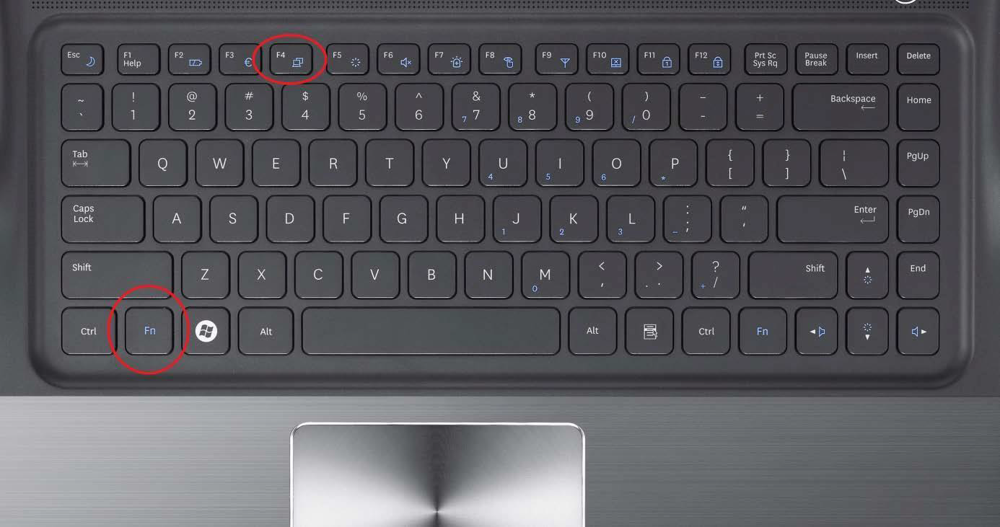 Esc F1 F2 F3 € F4 F5 F6 F7 F8 F9 F10 F11 F12 Prt Sc Pause Insert Delete
Help Sys Rq Break
~ ! @ # $ % ^ & * ( ) _ + Backspace Home
` 1 2 3 4 5 6 7 7 8 8 9 9 / 0 - =
Tab Q W E R T Y U I O P { } ¦ PgUp
4 5 6 * [ ] \
Caps A S D F G H J K L : “ Enter PgDn
Lock 1 2 3 - ; '
Shift Z X C V B N M < > ? Shift End
0 , . + /
Ctrl Fn Alt Alt Ctrl Fn